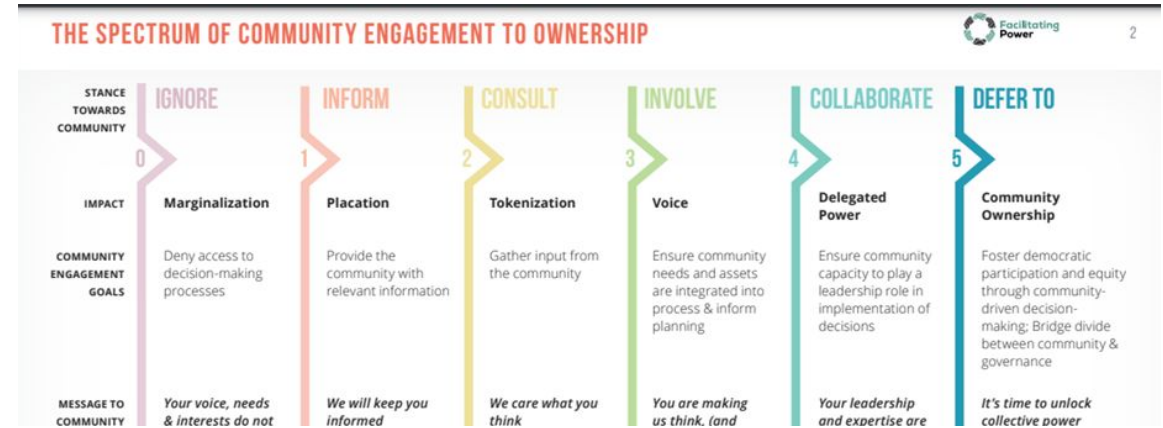 THE SPECTRUM OF COMMUNITY ENGAGEMENT TO OWNERSHIP
Facilitating
Power
2
STANCE
TOWARDS
COMMUNITY
IGNORE
INFORM
CONSULT
INVOLVE
COLLABORATE
DEFER TO
0
1
2
3
4
5
IMPACT
Marginalization
Placation
Tokenization
Voice
Delegated
Power
Community
Ownership
COMMUNITY
ENGAGEMENT
GOALS
Deny access to
decision-making
processes
Provide the
community with
relevant information
Gather input from
the community
Ensure community
needs and assets
are integrated into
process & inform
planning
Ensure community
capacity to play a
leadership role in
implementation of
decisions
Foster democratic
participation and equity
through community-
driven decision-
making; Bridge divide
between community &
governance
MESSAGE TO
COMMUNITY
Your voice, needs
& interests do not
We will keep you
informed
We care what you
think
You are making
us think, (and
Your leadership
and expertise are
It's time to unlock
collective power